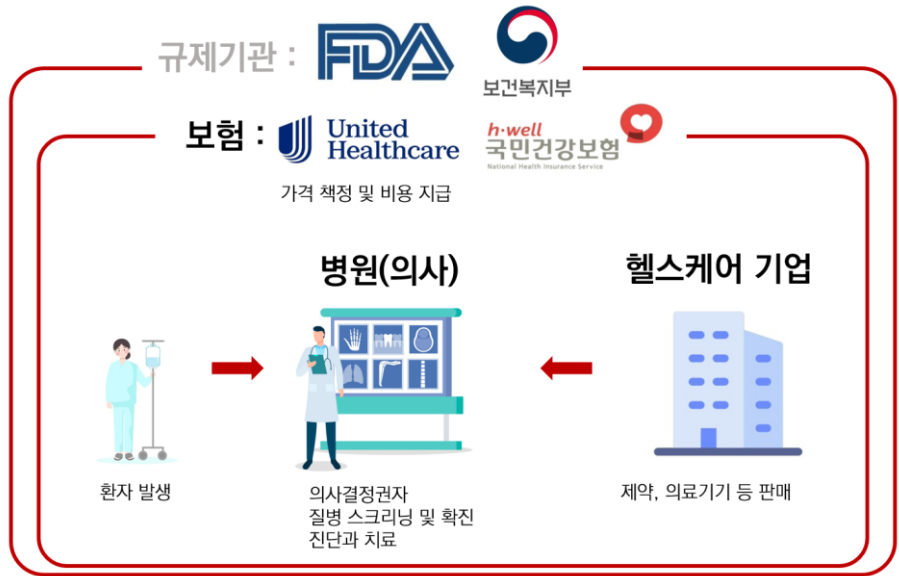 규제기관 :
FDA
보건복지부
보험 :
United
Healthcare
h·well
국민건강보험
National Health Insurance Service
가격 책정 및 비용 지급
병원(의사)
헬스케어 기업
환자 발생
의사결정권자
질병 스크리닝 및 확진
진단과 치료
제약, 의료기기 등 판매